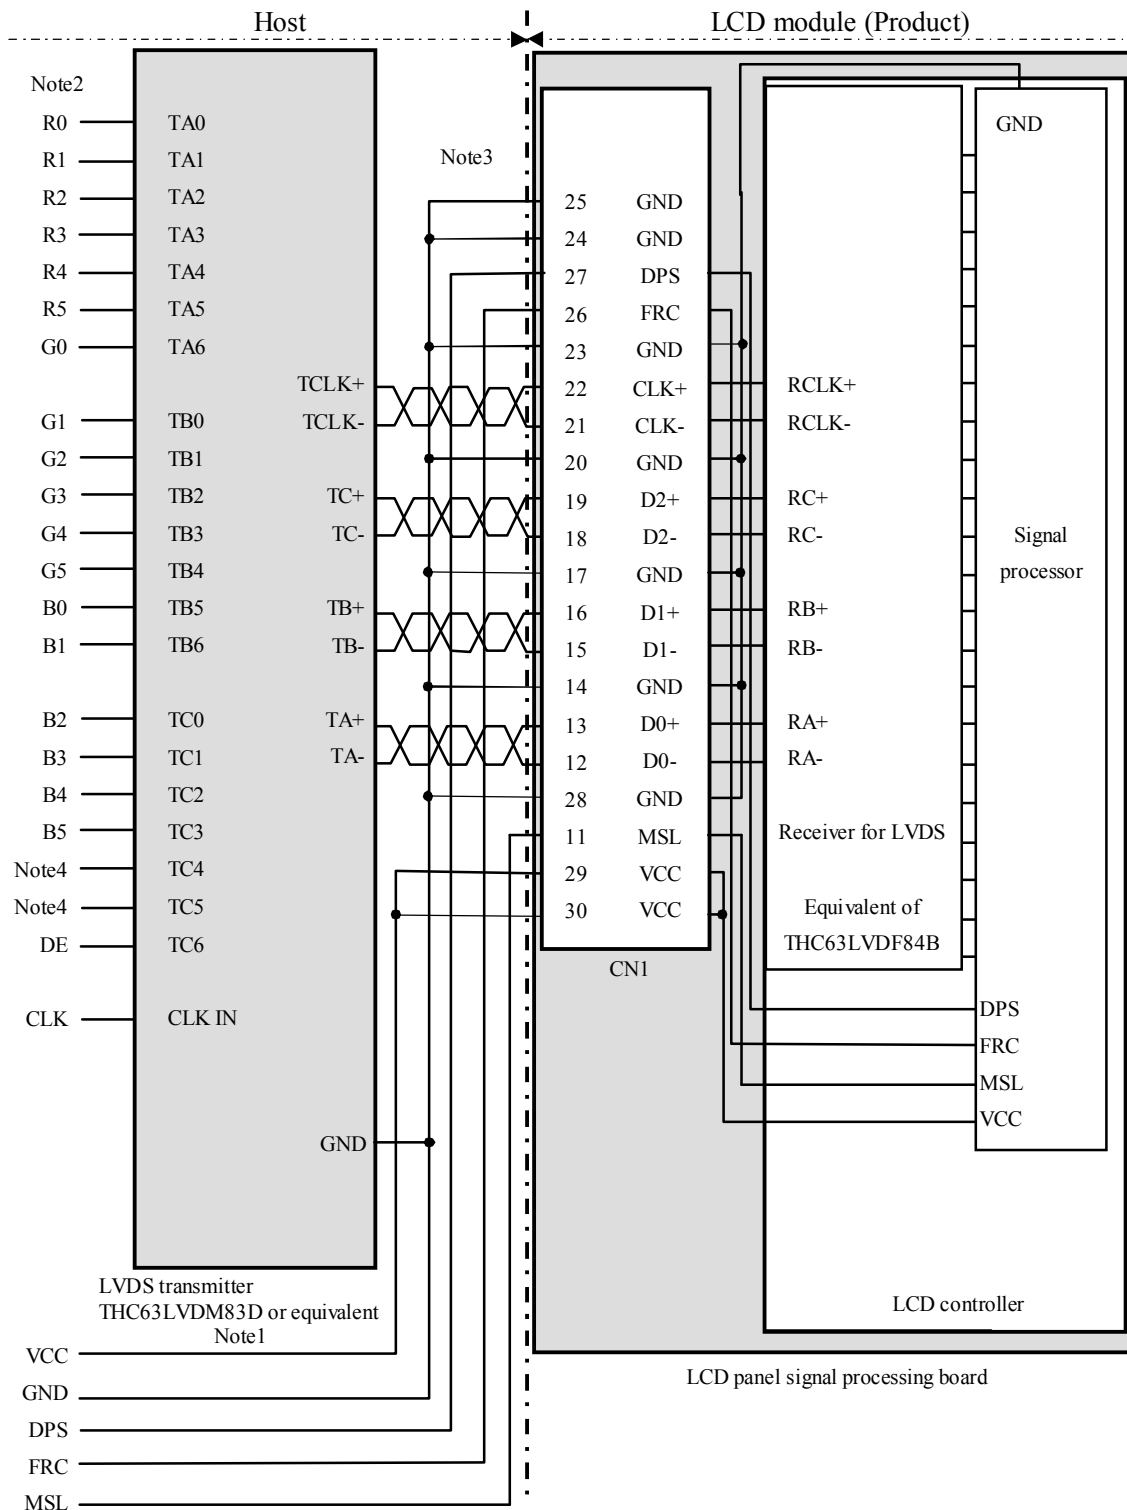 Host LCD module (Product)
Note2
R0 TA0
R1 TA1
R2 TA2
R3 TA3
R4 TA4
R5 TA5
G0 TA6
TCLK+
G1 TB0 TCLK-
G2 TB1
G3 TB2 TC+
G4 TB3 TC-
G5 TB4
B0 TB5 TB+
B1 TB6 TB-
B2 TC0 TA+
B3 TC1 TA-
B4 TC2
B5 TC3
Note4 TC4
Note4 TC5
DE TC6
CLK CLK IN
GND
LVDS transmitter
THC63LVDM83D or equivalent
Note1
VCC
GND
DPS
FRC
MSL
Note3
25 GND
24 GND
27 DPS
26 FRC
23 GND
22 CLK+
21 CLK-
20 GND
19 D2+
18 D2-
17 GND
16 D1+
15 D1-
14 GND
13 D0+
12 D0-
28 GND
11 MSL
29 VCC
30 VCC
CN1
RCLK+
RCLK-
RC+
RC-
RB+
RB-
RA+
RA-
Receiver for LVDS
Equivalent of
THC63LVDF84B
GND
Signal
processor
DPS
FRC
MSL
VCC
LCD controller
LCD panel signal processing board